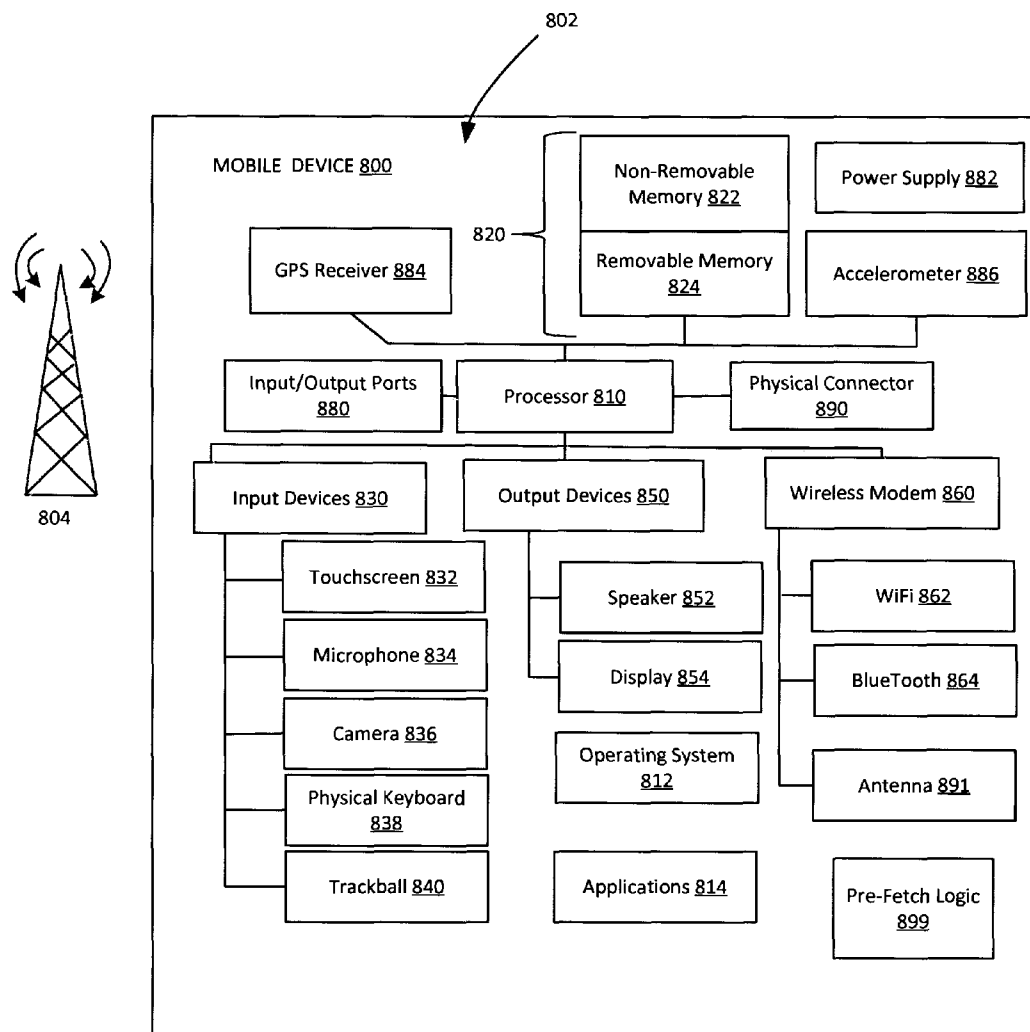 802
MOBILE DEVICE 800
Non-Removable
Memory 822
Power Supply 882
820
GPS Receiver 884
Removable Memory
824
Accelerometer 886
Input/Output Ports
880
Processor 810
Physical Connector
890
804
Input Devices 830
Output Devices 850
Wireless Modem 860
Touchscreen 832
Speaker 852
WiFi 862
Microphone 834
Display 854
BlueTooth 864
Camera 836
Operating System
812
Physical Keyboard
838
Antenna 891
Trackball 840
Applications 814
Pre-Fetch Logic
899